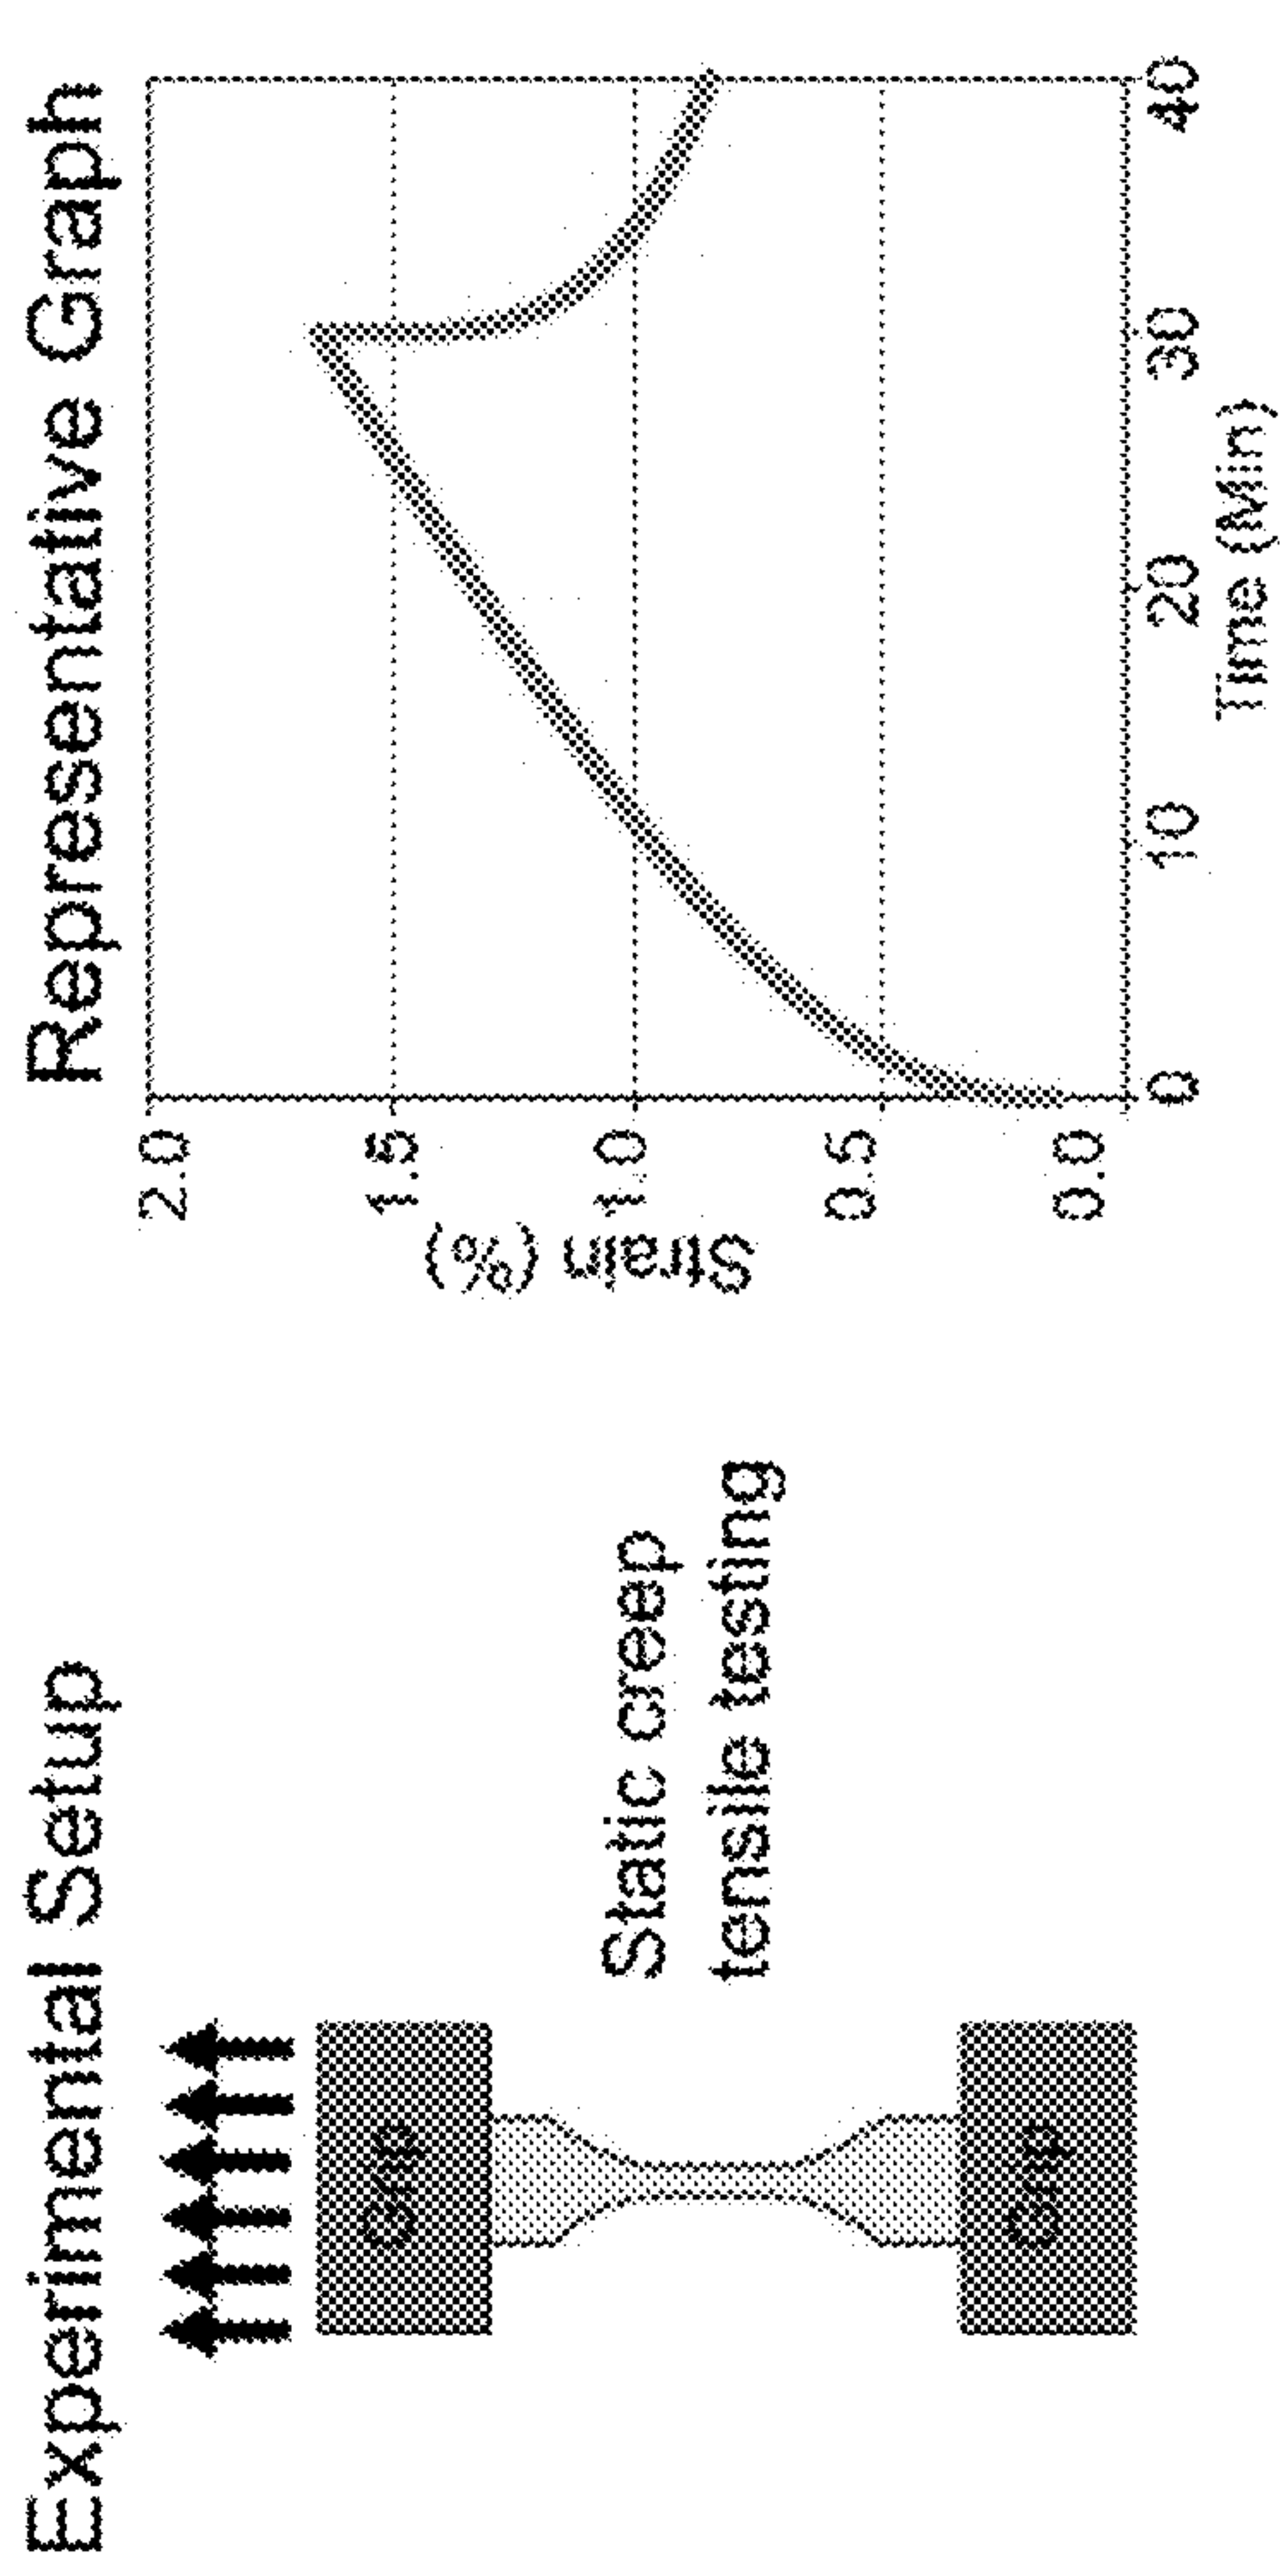 Experimental Setup
Grip
Static creep
tensile testing
Grip
Representative Graph
Strain (%)
2.0
1.5
1.0
0.5
0.0
0
10
20
30
40
Time (Min)